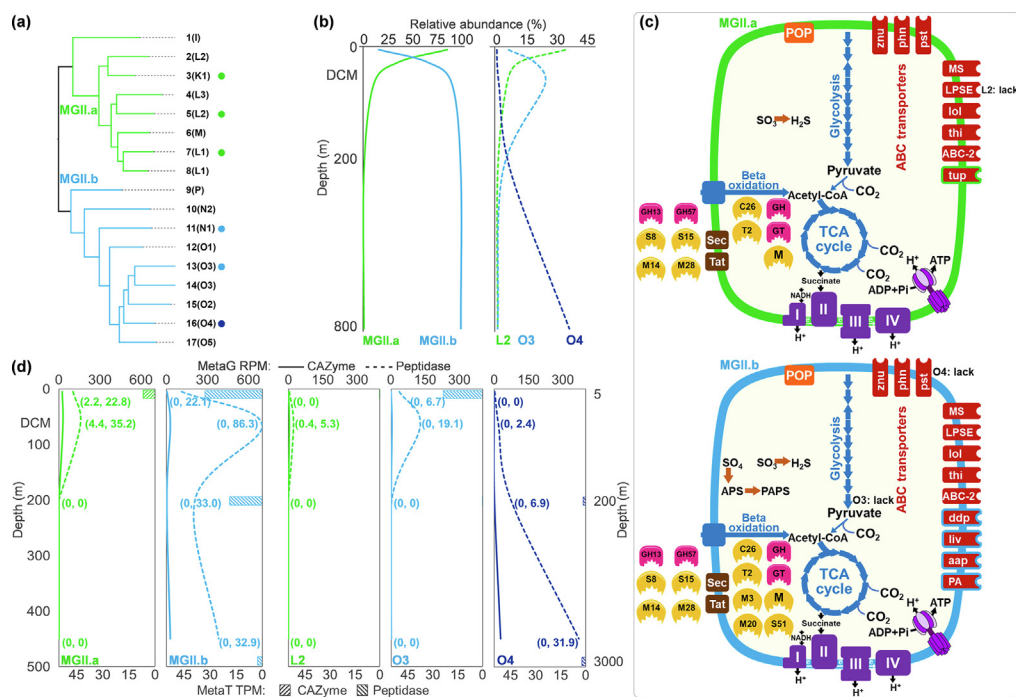 (a)
1(I)
2(L2)
3(K1)
4(L3)
5(L2)
6(M)
7(L1)
8(L1)
9(P)
10(N2)
11(N1)
12(O1)
13(O3)
14(O3)
15(O2)
16(O4)
17(O5)
MGII.a
MGII.b
(b)
Relative abundance (%)
0 25 50 75 100
0 15 30 45
0
DCM
200
800
Depth (m)
MGII.a MGII.b
L2 O3 O4
(c)
MGII.a
POP
znu phn pst
MS
LPSE L2: lack
lol
thi
ABC-2
tup
ABC transporters
Glycolysis
SO3 H2S
Pyruvate
CO2
Beta oxidation
Acetyl-CoA
TCA cycle
CO2
CO2
Succinate
NADH
GH13 GH57
S8 S15
M14 M28
Sec
Tat
C26 GH
T2 GT
M
H+ ATP
ADP+Pi
I II III IV
H+ H+ H+
MGII.b
POP
znu phn pst O4: lack
MS
LPSE
lol
thi
ABC-2
ddp
liv
aap
PA
ABC transporters
Glycolysis
SO4 SO3 H2S
APS PAPS
O3: lack
Pyruvate
CO2
Beta oxidation
Acetyl-CoA
TCA cycle
CO2
CO2
Succinate
NADH
GH13 GH57
S8 S15
M14 M28
Sec
Tat
C26 GH
T2 GT
M3 M
M20 S51
H+ ATP
ADP+Pi
I II III IV
H+ H+ H+
(d)
MetaG RPM: CAZyme Peptidase
0 300 600 0 300 600 0 300 600 0 150 300 0 150 300
0
DCM
100
200
300
400
500
Depth (m)
(2.2, 22.8)
(4.4, 35.2)
(0, 0)
(0, 0)
MGII.a
(0, 22.1)
(0, 86.3)
(0, 33.0)
(0, 32.9)
MGII.b
(0, 0)
(0.4, 5.3)
(0, 0)
(0, 0)
L2
(0, 6.7)
(0, 19.1)
(0, 0)
(0, 0)
O3
(0, 0)
(0, 2.4)
(0, 6.9)
(0, 31.9)
O4
5
200
3000
Depth (m)
45 15 0 45 15 0 45 15 0 45 15 0 45 15 0
MetaT TPM: CAZyme Peptidase